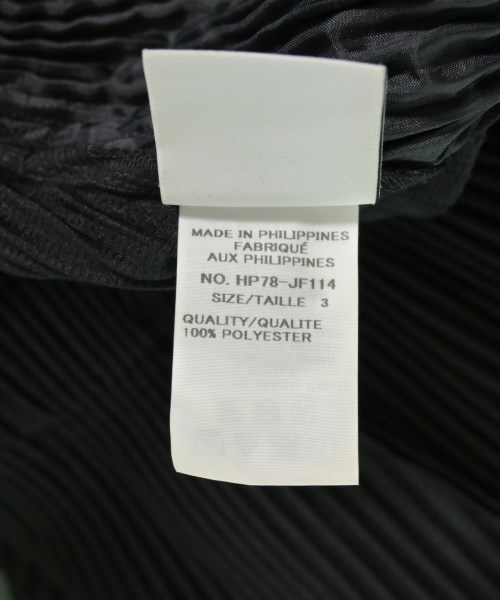 MADE IN PHILIPPINES
FABRIQUÉ
AUX PHILIPPINES
NO. HP78-JF114
SIZE/TAILLE 3
QUALITY/QUALITE
100% POLYESTER